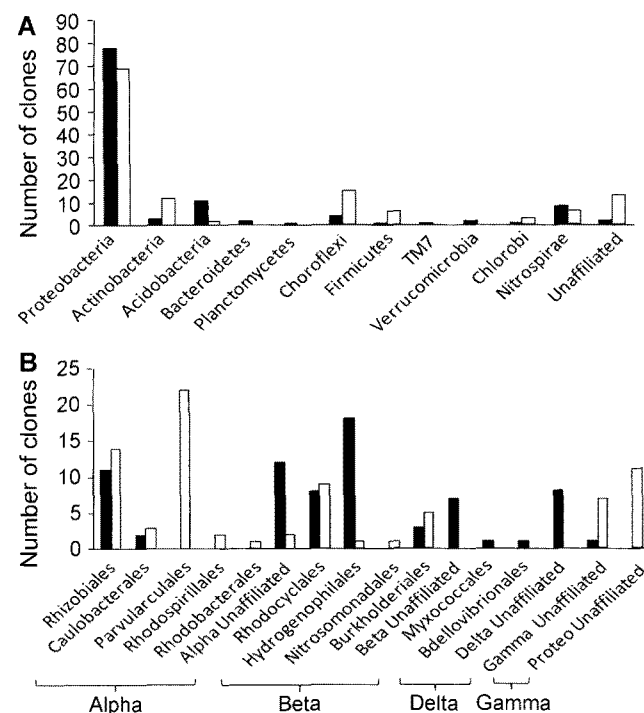 A
Number of clones
90
80
70
60
50
40
30
20
10
0
Proteobacteria
Actinobacteria
Acidobacteria
Bacteroidetes
Planctomycetes
Choroflexi
Firmicutes
TM7
Verrucomicrobia
Chlorobi
Nitrospirae
Unaffiliated
B
Number of clones
25
20
15
10
5
0
Rhizobiales
Caulobacterales
Parvularculales
Rhodospirillales
Rhodobacterales
Alpha Unaffiliated
Rhodocyclales
Hydrogenophilales
Nitrosomonadales
Burkholderiales
Beta Unaffiliated
Myxococcales
Bdellovibrionales
Delta Unaffiliated
Gamma Unaffiliated
Proteo Unaffiliated
Alpha
Beta
Delta
Gamma